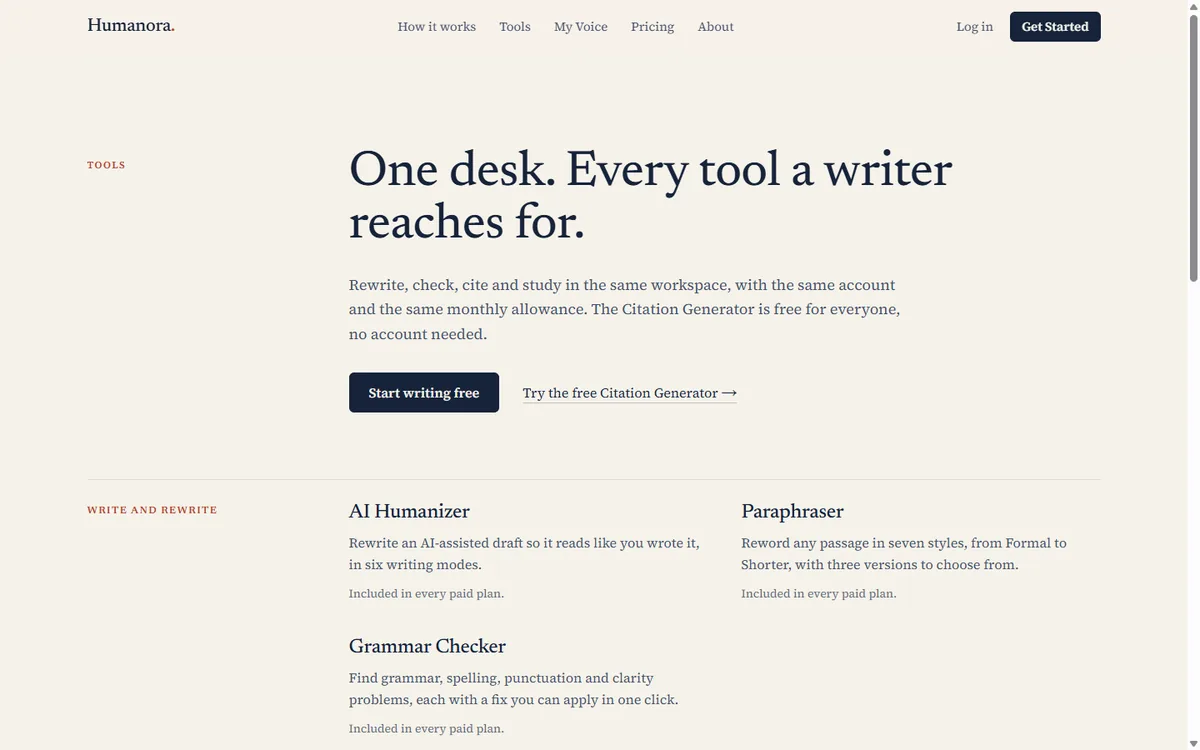 Humanora.
How it works
Tools
My Voice
Pricing
About
Log in
Get Started
TOOLS
One desk. Every tool a writer
reaches for.
Rewrite, check, cite and study in the same workspace, with the same account
and the same monthly allowance. The Citation Generator is free for everyone,
no account needed.
Start writing free
Try the free Citation Generator →
WRITE AND REWRITE
AI Humanizer
Rewrite an AI-assisted draft so it reads like you wrote it,
in six writing modes.
Included in every paid plan.
Paraphraser
Reword any passage in seven styles, from Formal to
Shorter, with three versions to choose from.
Included in every paid plan.
Grammar Checker
Find grammar, spelling, punctuation and clarity
problems, each with a fix you can apply in one click.
Included in every paid plan.